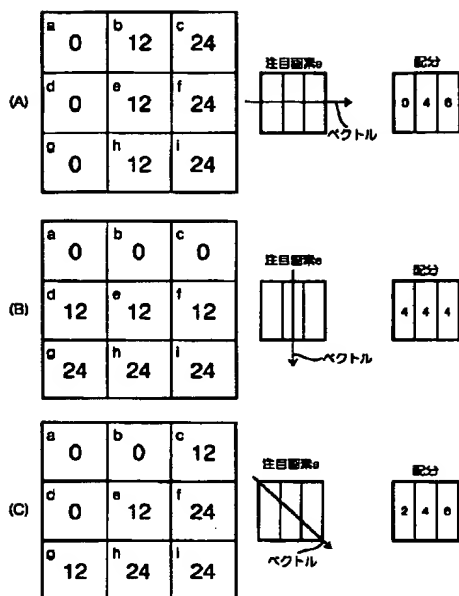 (A)
a 0 b 12 c 24
d 0 e 12 f 24
g 0 h 12 i 24
注目画素e
ベクトル
配分
0 4
(B)
a 0 b 0 c 0
d 12 e 12 f 12
g 24 h 24 i 24
注目画素e
ベクトル
配分
4 4 4
(C)
a 0 b 0 c 12
d 0 e 12 f 24
g 12 h 24 i 24
注目画素e
ベクトル
配分
2 4 6